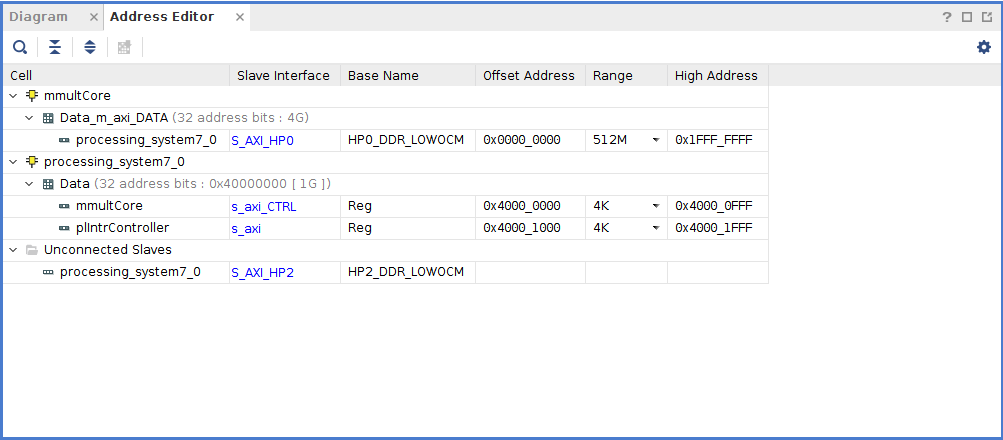 Diagram × Address Editor × ?
Cell Slave Interface Base Name Offset Address Range High Address
mmultCore
Data_m_axi_DATA (32 address bits : 4G)
processing_system7_0 S_AXI_HP0 HP0_DDR_LOWOCM 0x0000_0000 512M 0x1FFF_FFFF
processing_system7_0
Data (32 address bits : 0x40000000 [ 1G ])
mmultCore s_axi_CTRL Reg 0x4000_0000 4K 0x4000_0FFF
plIntrController s_axi Reg 0x4000_1000 4K 0x4000_1FFF
Unconnected Slaves
processing_system7_0 S_AXI_HP2 HP2_DDR_LOWOCM